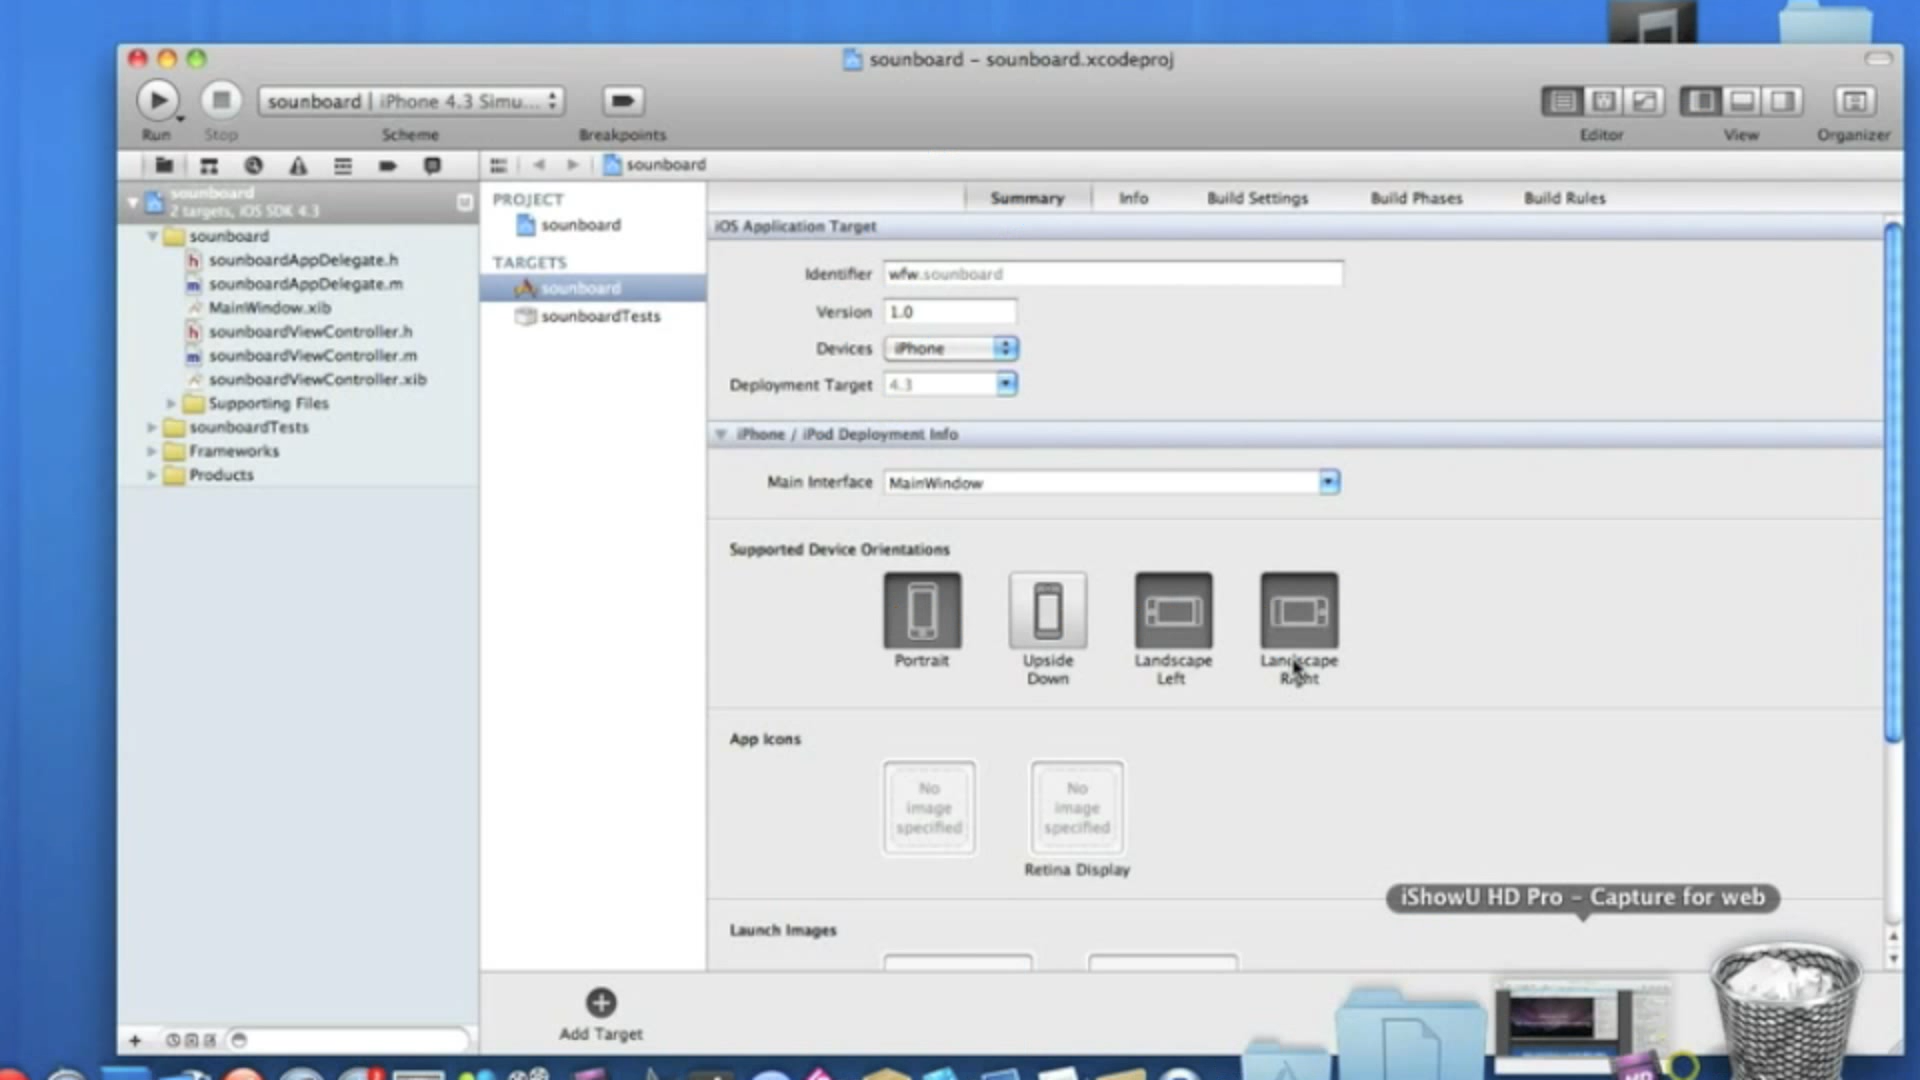 sounboard – sounboard.xcodeproj
sounboard | iPhone 4.3 Simu...
Run
Stop
Scheme
Breakpoints
Editor
View
Organizer
sounboard
sounboard
2 targets, iOS SDK 4.3
M
sounboard
sounboardAppDelegate.h
sounboardAppDelegate.m
MainWindow.xib
sounboardViewController.h
sounboardViewController.m
sounboardViewController.xib
Supporting Files
sounboardTests
Frameworks
Products
PROJECT
sounboard
TARGETS
sounboard
sounboardTests
Summary
Info
Build Settings
Build Phases
Build Rules
iOS Application Target
Identifier
wfw.sounboard
Version
1.0
Devices
iPhone
Deployment Target
4.3
iPhone / iPod Deployment Info
Main Interface
MainWindow
Supported Device Orientations
Portrait
Upside
Down
Landscape
Left
Landscape
Right
App Icons
No
image
specified
No
image
specified
Retina Display
iShowU HD Pro – Capture for web
Launch Images
Add Target
HD